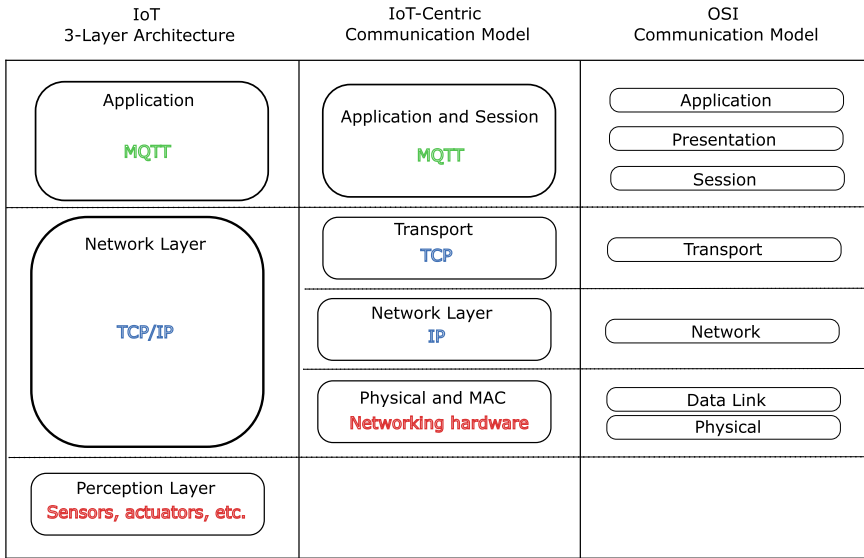 IoT
3-Layer Architecture
IoT-Centric
Communication Model
OSI
Communication Model
Application
MQTT
Application and Session
MQTT
Application
Presentation
Session
Network Layer
TCP/IP
Transport
TCP
Transport
Network Layer
IP
Network
Physical and MAC
Networking hardware
Data Link
Physical
Perception Layer
Sensors, actuators, etc.